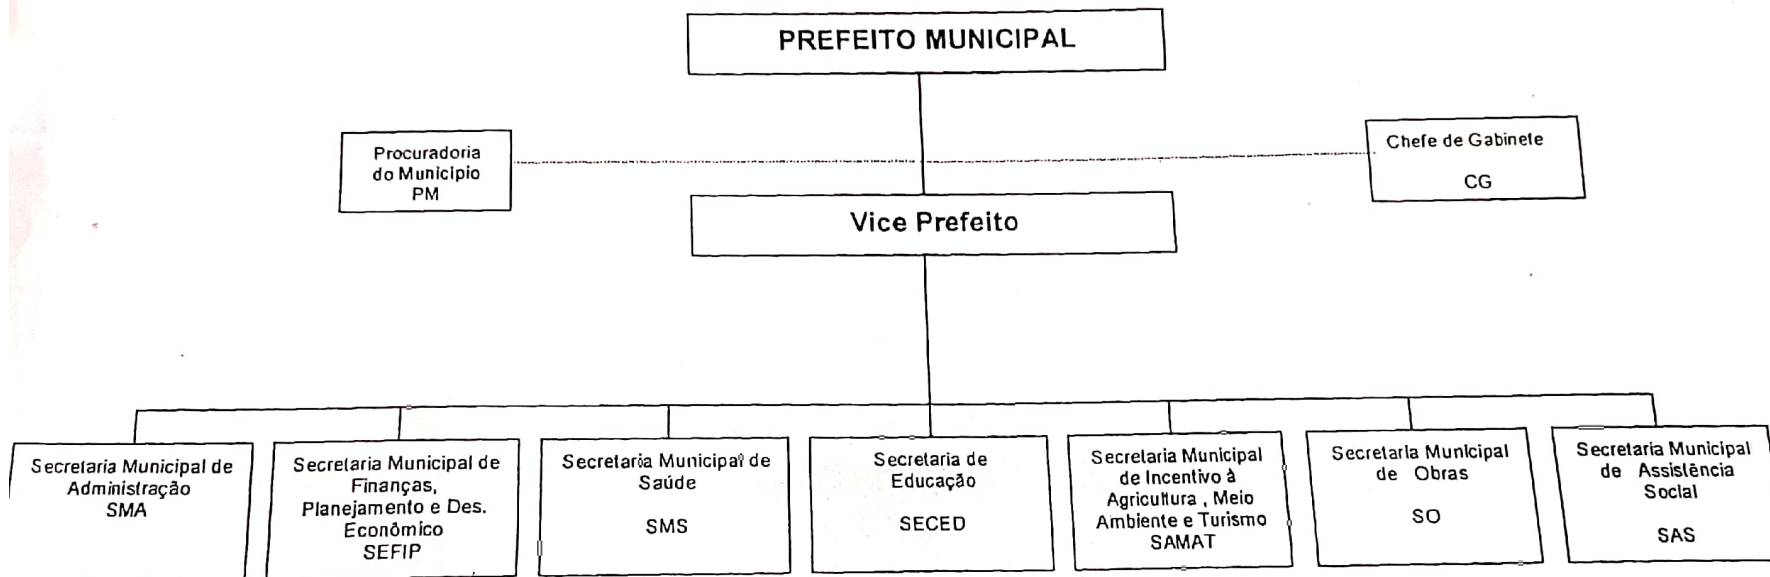 PREFEITO MUNICIPAL
Procuradoria
do Município
PM
Chefe de Gabinete
CG
Vice Prefeito
Secretaria Municipal de
Administração
SMA
Secretaria Municipal de
Finanças,
Planejamento e Des.
Econômico
SEFIP
Secretaria Municipal de
Saúde
SMS
Secretaria de
Educação
SECED
Secretaria Municipal
de Incentivo à
Agricultura , Meio
Ambiente e Turismo
SAMAT
Secretaria Municipal
de Obras
SO
Secretaria Municipal
de Assistência
Social
SAS